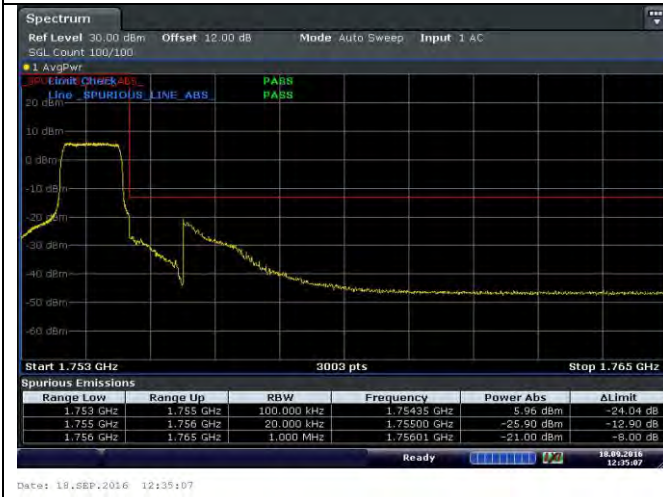 Spectrum
Ref Level 30.00 dBm Offset 12.00 dB Mode Auto Sweep Input 1 AC
SGL Count 100/100
1 AvgPwr
Limit Check PASS
Line _SPURIOUS_LINE_ABS_ PASS
20 dBm
10 dBm
0 dBm
-10 dBm
-20 dBm
-30 dBm
-40 dBm
-50 dBm
-60 dBm
Start 1.753 GHz 3003 pts Stop 1.765 GHz
Spurious Emissions
Range Low Range Up RBW Frequency Power Abs ΔLimit
1.753 GHz 1.755 GHz 100.000 kHz 1.75435 GHz 5.96 dBm -24.04 dB
1.755 GHz 1.756 GHz 20.000 kHz 1.75500 GHz -25.90 dBm -12.90 dB
1.756 GHz 1.765 GHz 1.000 MHz 1.75601 GHz -21.00 dBm -8.00 dB
Ready 18.09.2016
12:35:07
Date: 18.SEP.2016 12:35:07